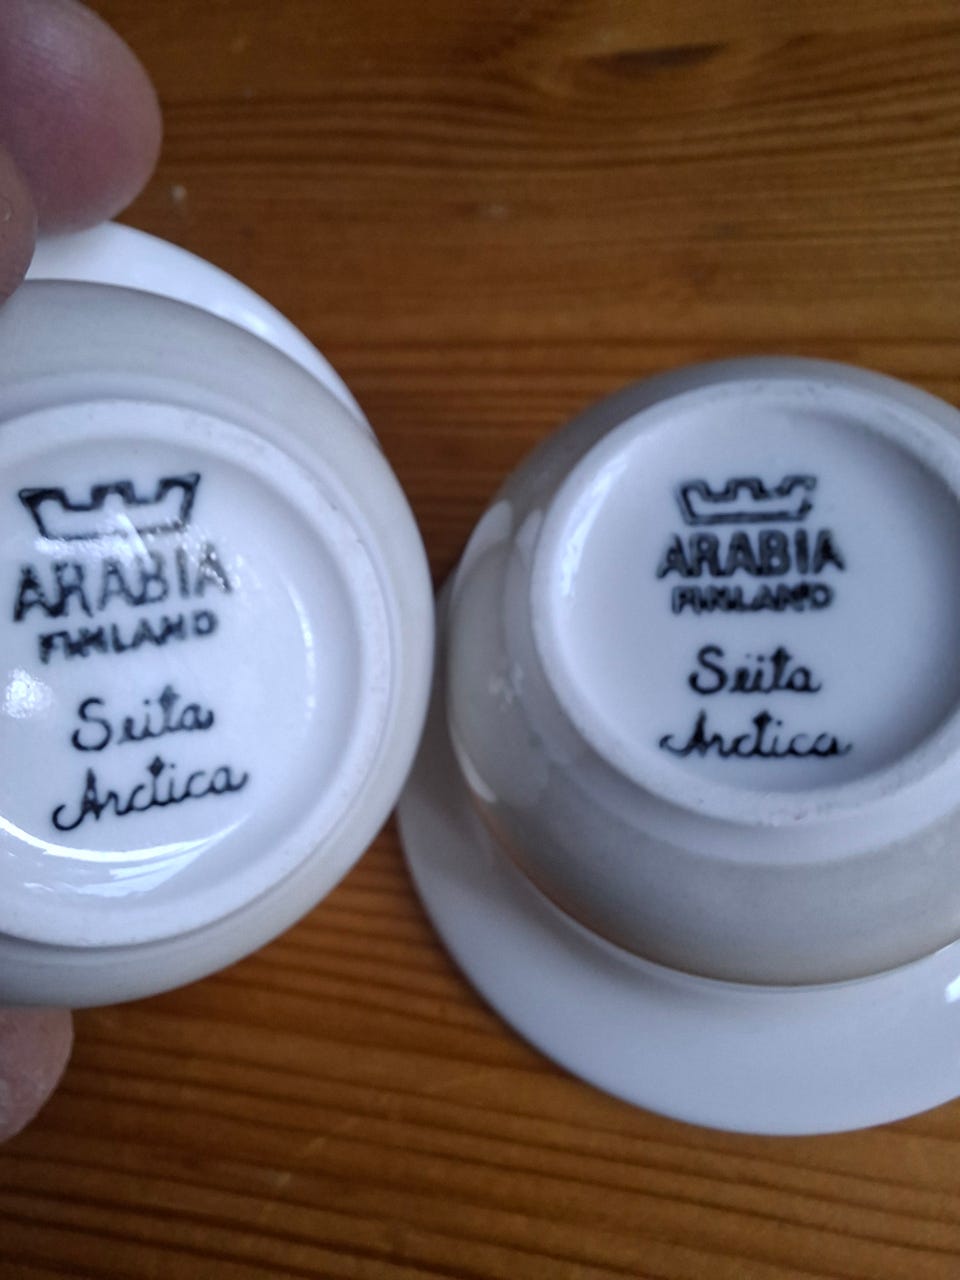 ARABIA
FINLAND
Seita
Arctica
ARABIA
FINLAND
Seita
Arctica